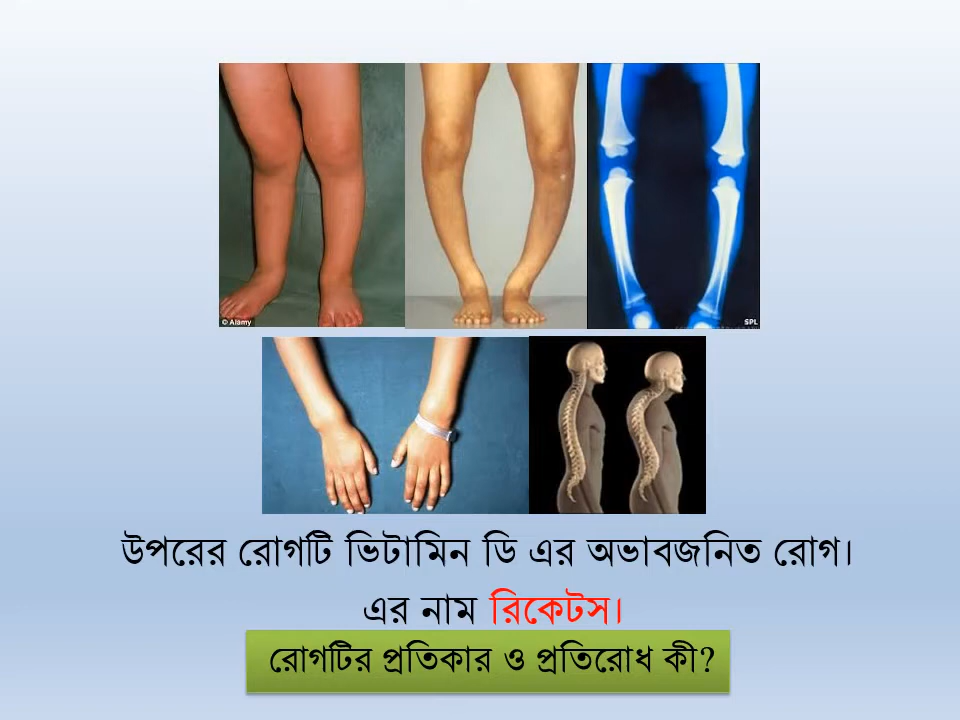 © Alamy
SPL
উপরের রোগটি ভিটামিন ডি এর অভাবজনিত রোগ।
এর নাম রিকেটস।
রোগটির প্রতিকার ও প্রতিরোধ কী?